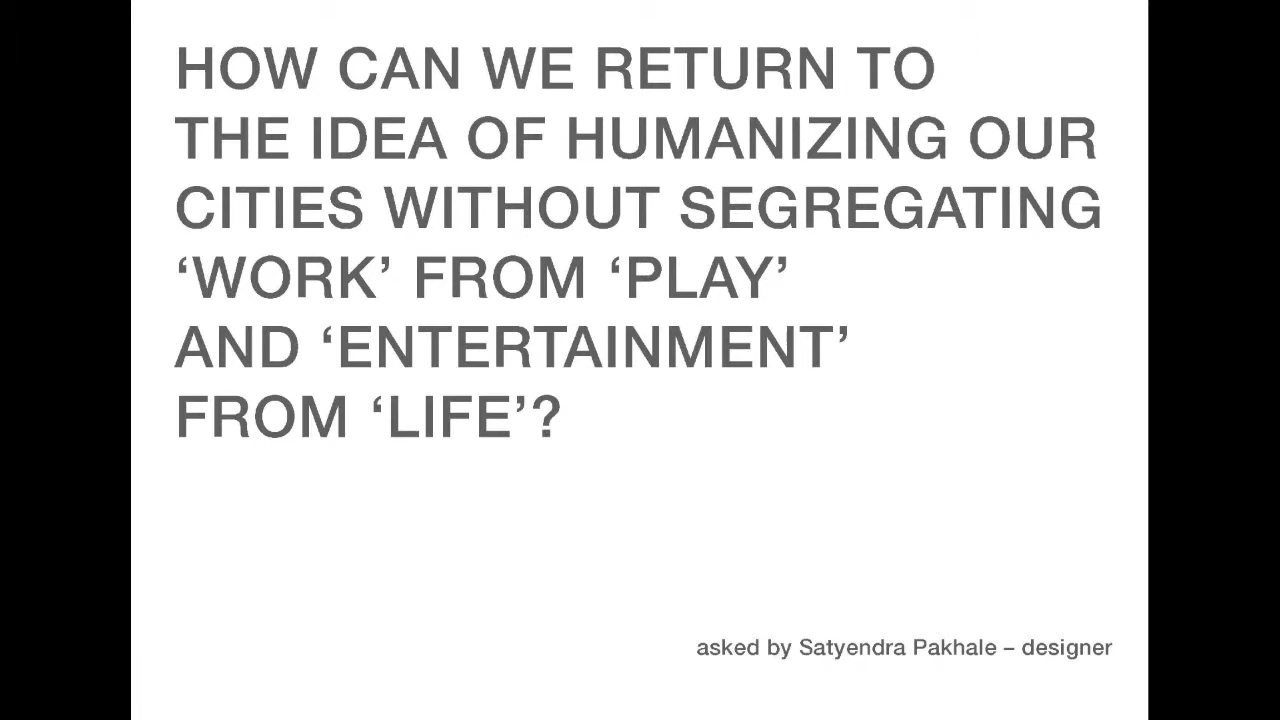 HOW CAN WE RETURN TO
THE IDEA OF HUMANIZING OUR
CITIES WITHOUT SEGREGATING
‘WORK’ FROM ‘PLAY’
AND ‘ENTERTAINMENT’
FROM ‘LIFE’?
asked by Satyendra Pakhale – designer